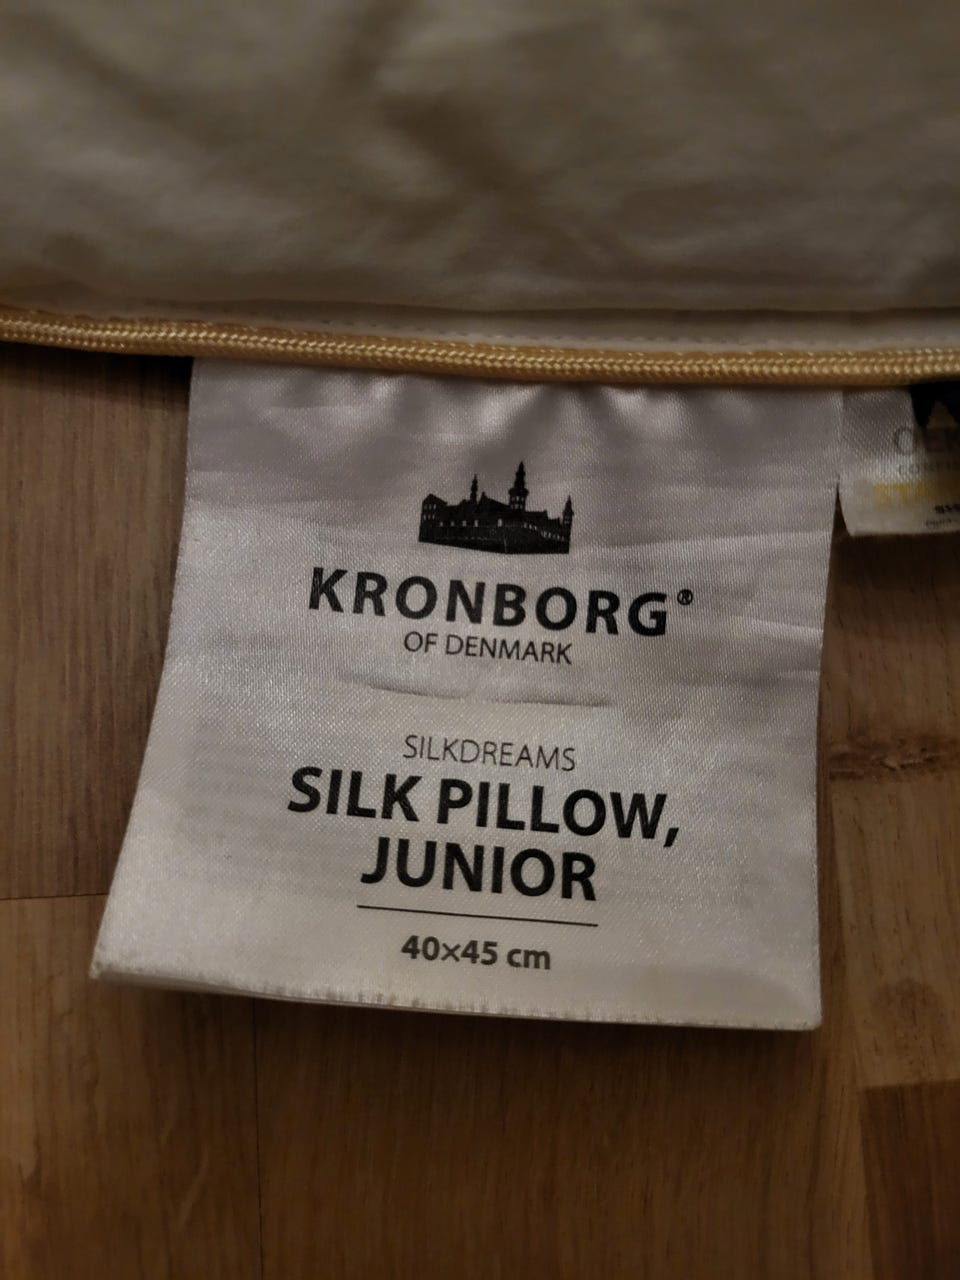 KRONBORG®
OF DENMARK
SILKDREAMS
SILK PILLOW,
JUNIOR
40×45 cm